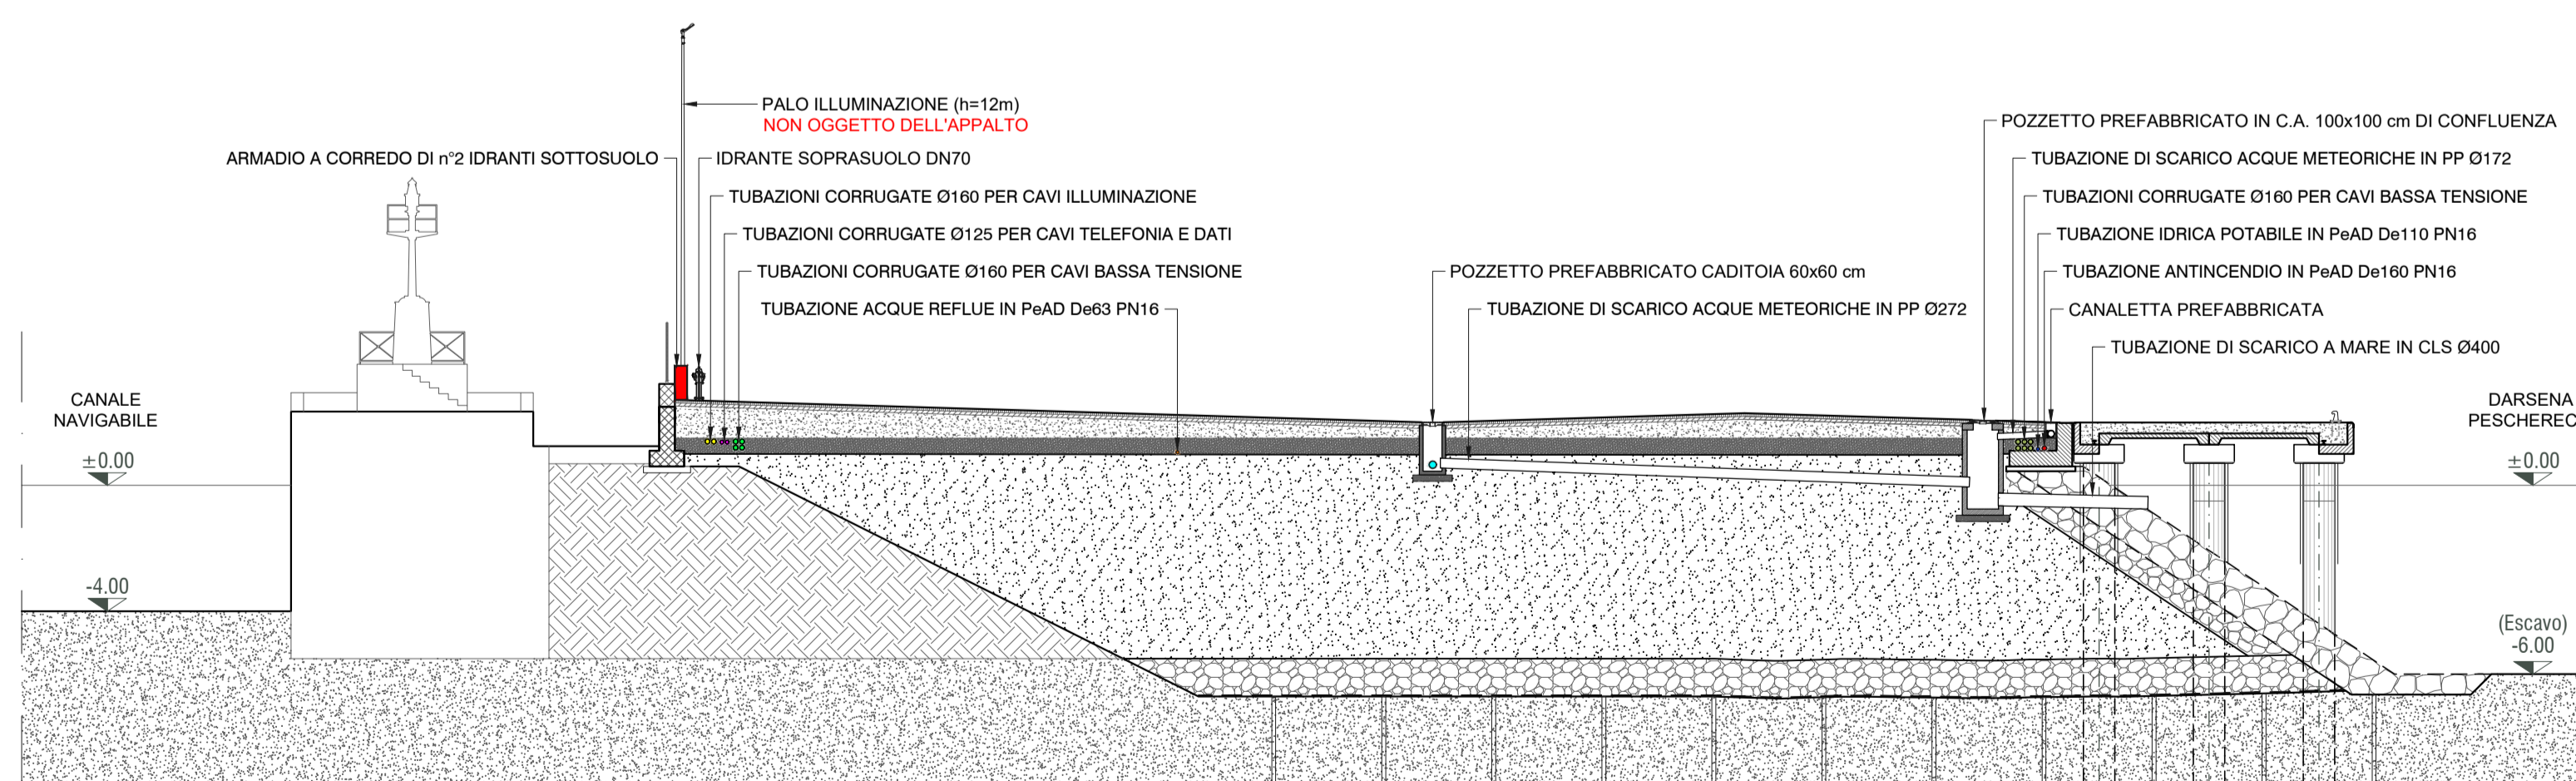 PALO ILLUMINAZIONE (h=12m)
NON OGGETTO DELL'APPALTO
ARMADIO A CORREDO DI n°2 IDRANTI SOTTOSUOLO
IDRANTE SOPRASUOLO DN70
TUBAZIONI CORRUGATE Ø160 PER CAVI ILLUMINAZIONE
TUBAZIONI CORRUGATE Ø125 PER CAVI TELEFONIA E DATI
TUBAZIONI CORRUGATE Ø160 PER CAVI BASSA TENSIONE
TUBAZIONE ACQUE REFLUE IN PeAD De63 PN16
POZZETTO PREFABBRICATO CADITOIA 60x60 cm
TUBAZIONE DI SCARICO ACQUE METEORICHE IN PP Ø272
POZZETTO PREFABBRICATO IN C.A. 100x100 cm DI CONFLUENZA
TUBAZIONE DI SCARICO ACQUE METEORICHE IN PP Ø172
TUBAZIONI CORRUGATE Ø160 PER CAVI BASSA TENSIONE
TUBAZIONE IDRICA POTABILE IN PeAD De110 PN16
TUBAZIONE ANTINCENDIO IN PeAD De160 PN16
CANALETTA PREFABBRICATA
TUBAZIONE DI SCARICO A MARE IN CLS Ø400
CANALE
NAVIGABILE
±0.00
-4.00
DARSENA
PESCHEREC
±0.00
(Escavo)
-6.00